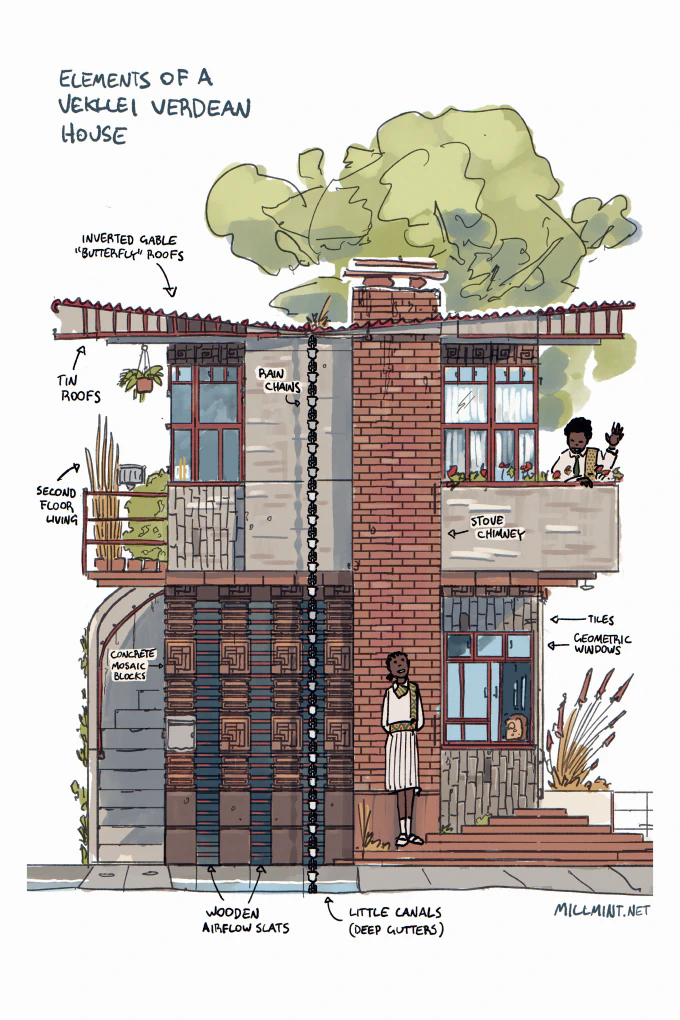 ELEMENTS OF A
VEKLLEI VERDEAN
HOUSE
INVERTED GABLE
"BUTTERFLY" ROOFS
TIN
ROOFS
RAIN
CHAINS
SECOND
FLOOR
LIVING
STOVE
CHIMNEY
TILES
GEOMETRIC
WINDOWS
CONCRETE
MOSAIC
BLOCKS
WOODEN
AIRFLOW SLATS
LITTLE CANALS
(DEEP GUTTERS)
MILLMINT.NET